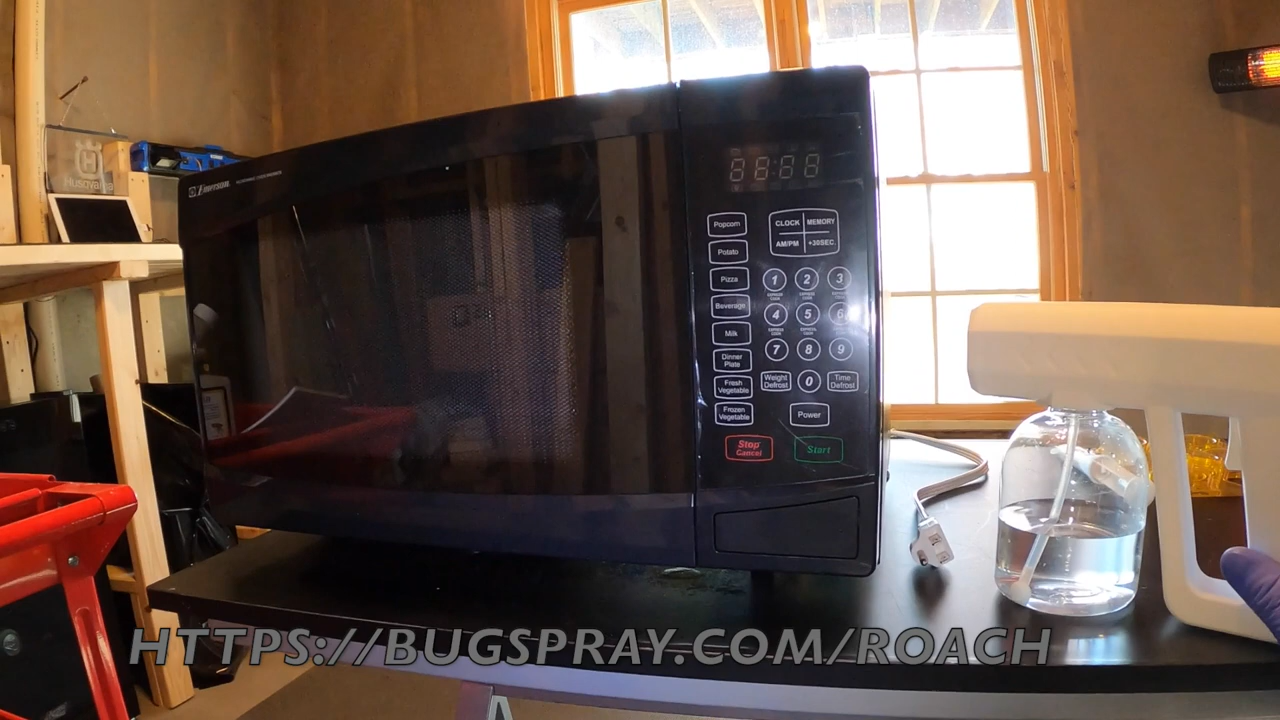 Husqvarna
Emerson
88:88
Popcorn
Potato
Pizza
Beverage
Milk
Dinner
Plate
Fresh
Vegetable
Frozen
Vegetable
CLOCK
MEMORY
AM/PM
+30SEC.
1
2
3
4
5
6
7
8
9
Weight
Defrost
0
Time
Defrost
Power
Stop
Cancel
Start
HTTPS://BUGSPRAY.COM/ROACH